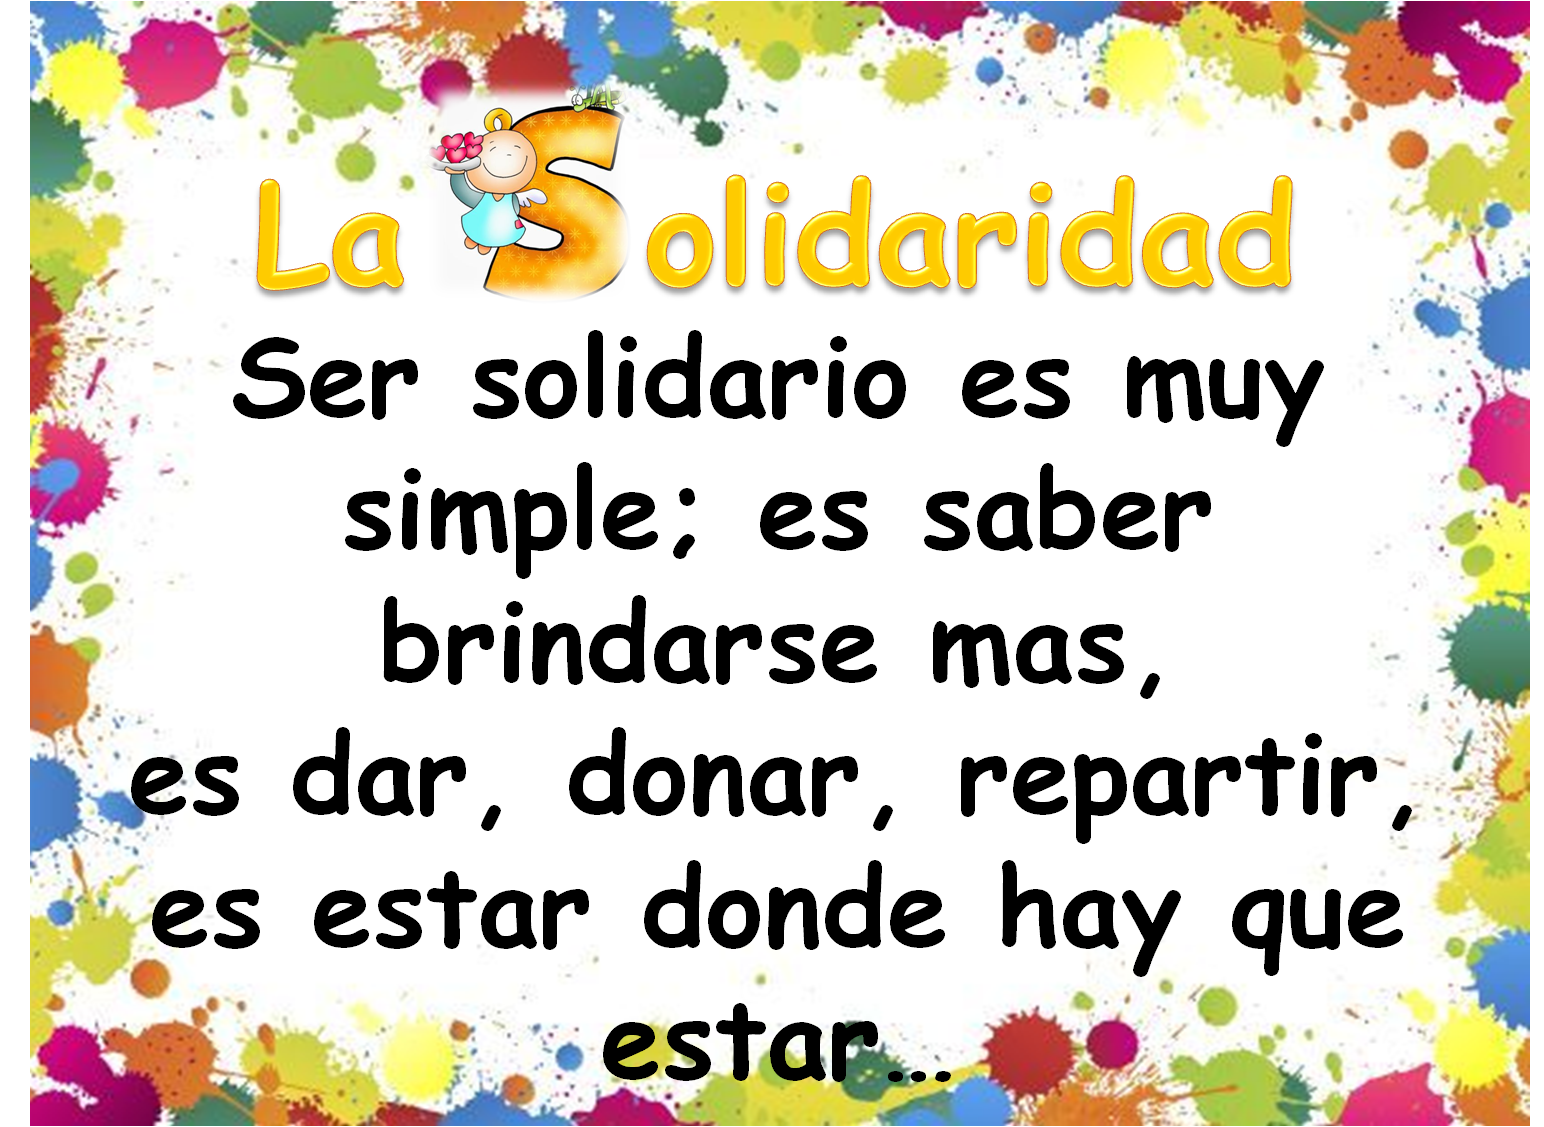 La Solidaridad
Ser solidario es muy
simple; es saber
brindarse mas,
es dar, donar, repartir,
es estar donde hay que
estar…